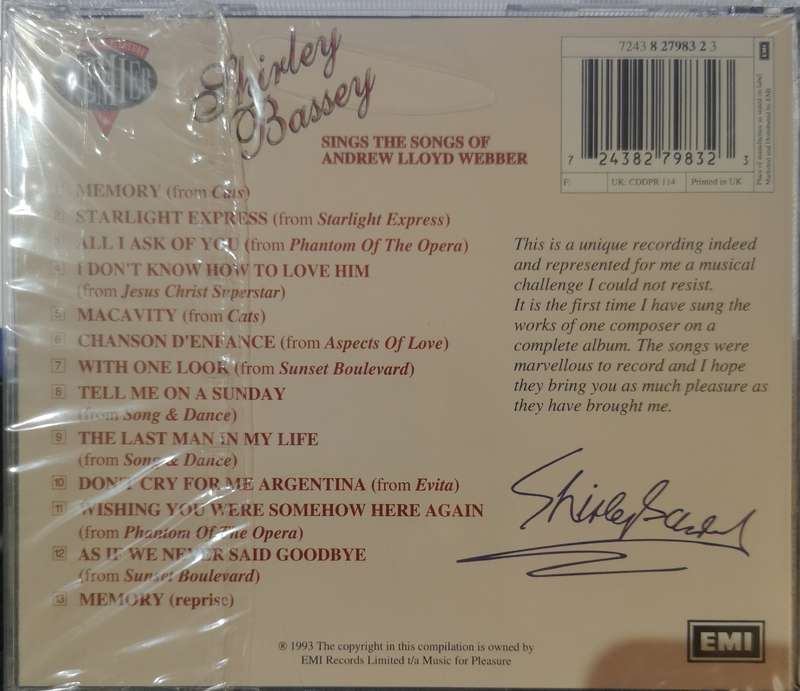 PREMIER
Shirley
Bassey
SINGS THE SONGS OF
ANDREW LLOYD WEBBER
7243 8 27983 2 3
EMI
7 24382 79832 3
F:
UK: CDDPR 114
Printed in UK
MEMORY (from Cats)
2 STARLIGHT EXPRESS (from Starlight Express)
3 ALL I ASK OF YOU (from Phantom Of The Opera)
4 I DON'T KNOW HOW TO LOVE HIM
(from Jesus Christ Superstar)
5 MACAVITY (from Cats)
6 CHANSON D'ENFANCE (from Aspects Of Love)
7 WITH ONE LOOK (from Sunset Boulevard)
8 TELL ME ON A SUNDAY
(from Song & Dance)
9 THE LAST MAN IN MY LIFE
(from Song & Dance)
10 DON'T CRY FOR ME ARGENTINA (from Evita)
11 WISHING YOU WERE SOMEHOW HERE AGAIN
(from Phantom Of The Opera)
12 AS IF WE NEVER SAID GOODBYE
(from Sunset Boulevard)
13 MEMORY (reprise)
This is a unique recording indeed
and represented for me a musical
challenge I could not resist.
It is the first time I have sung the
works of one composer on a
complete album. The songs were
marvellous to record and I hope
they bring you as much pleasure as
they have brought me.
Shirley Bassey
℗ 1993 The copyright in this compilation is owned by
EMI Records Limited t/a Music for Pleasure
EMI